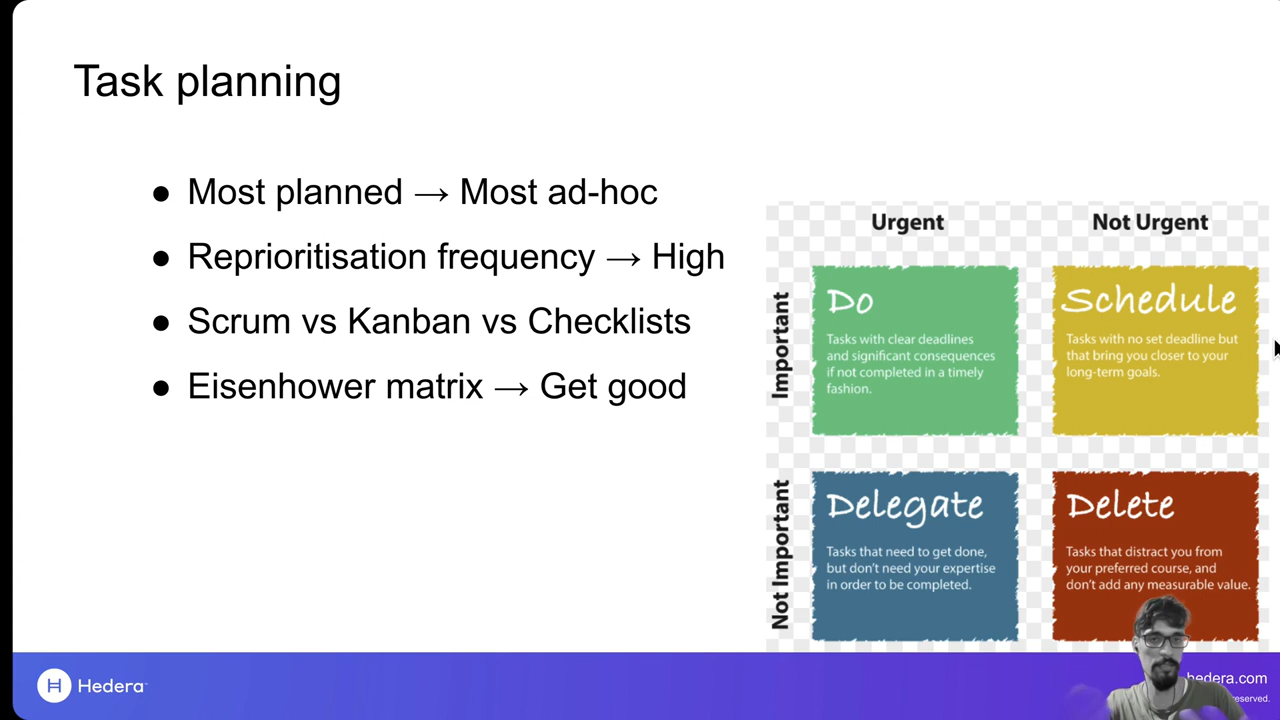 Task planning
● Most planned → Most ad-hoc
● Reprioritisation frequency → High
● Scrum vs Kanban vs Checklists
● Eisenhower matrix → Get good
Urgent
Not Urgent
Important
Do
Tasks with clear deadlines
and significant consequences
if not completed in a timely
fashion.
Schedule
Tasks with no set deadline but
that bring you closer to your
long-term goals.
Not Important
Delegate
Tasks that need to get done,
but don't need your expertise
in order to be completed.
Delete
Tasks that distract you from
your preferred course, and
don't add any measurable value.
H Hedera
hedera.com
reserved.